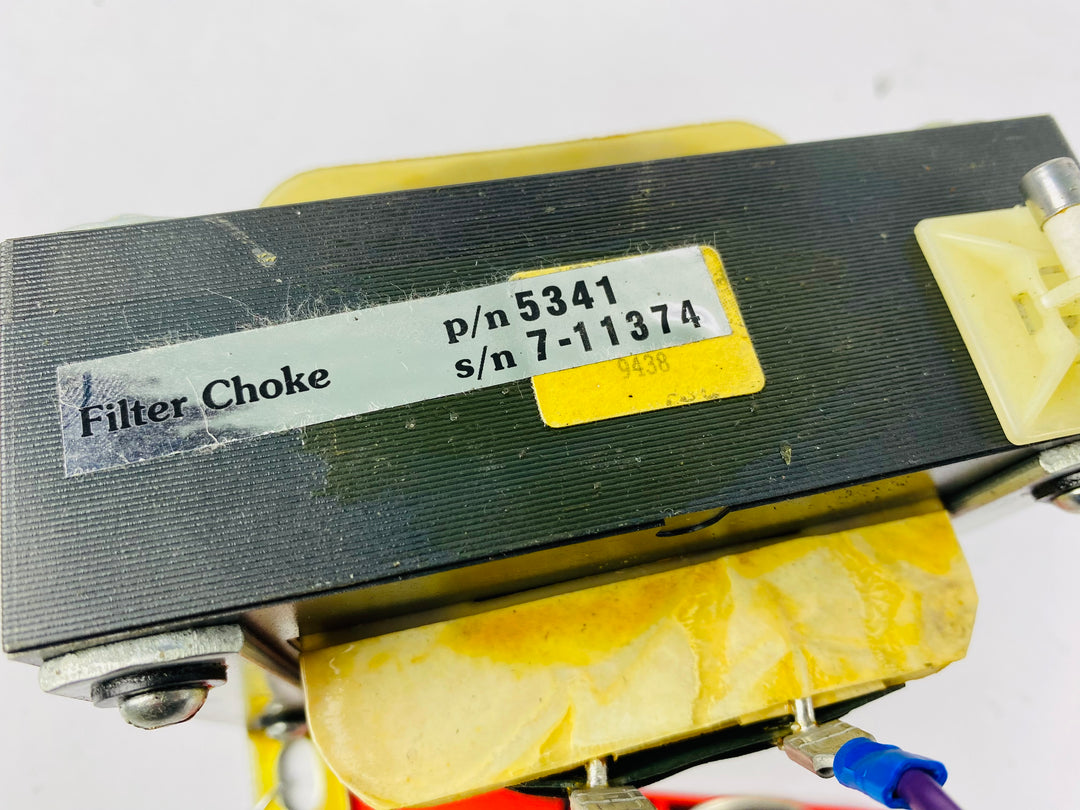 Filter Choke
p/n 5341
s/n 7-11374
9438